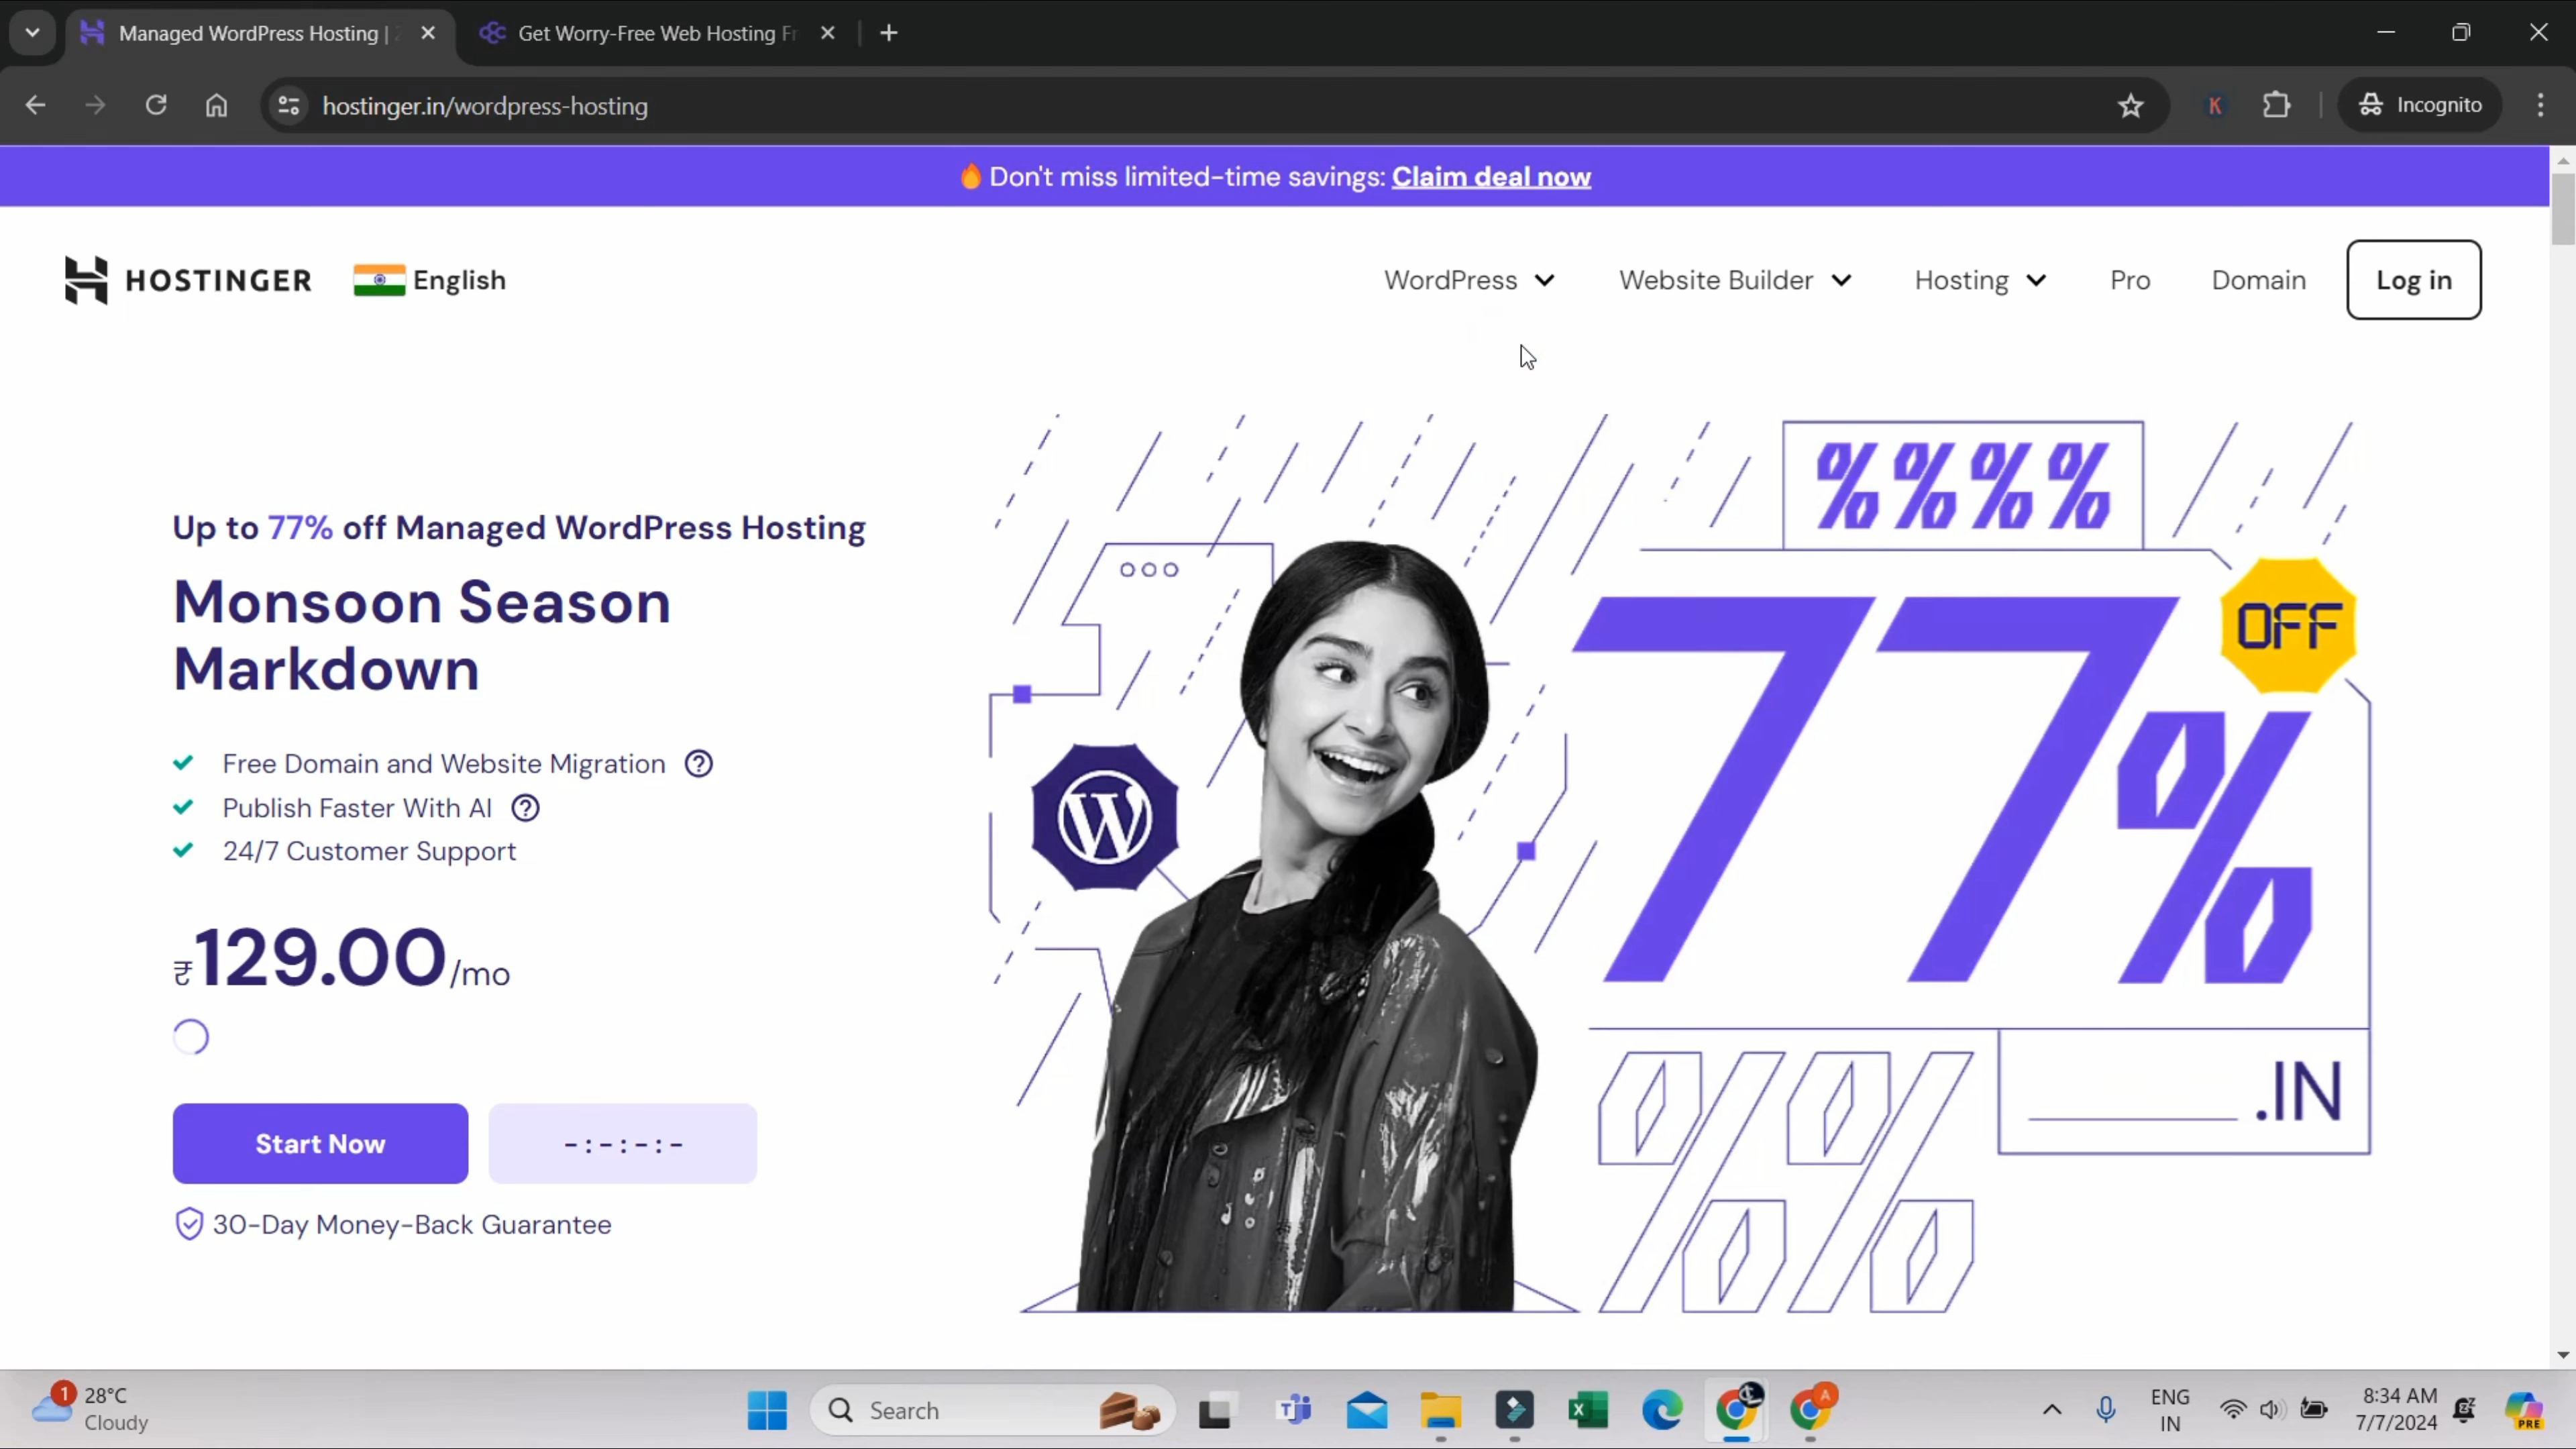 Managed WordPress Hosting |
Get Worry-Free Web Hosting Fr
hostinger.in/wordpress-hosting
K
Incognito
🔥 Don't miss limited-time savings: Claim deal now
HOSTINGER
English
WordPress
Website Builder
Hosting
Pro
Domain
Log in
Up to 77% off Managed WordPress Hosting
Monsoon Season
Markdown
Free Domain and Website Migration ?
Publish Faster With AI ?
24/7 Customer Support
₹129.00/mo
Start Now
-:-:-:-
30-Day Money-Back Guarantee
%%%%
77%
OFF
%%
.IN
W
1
28°C
Cloudy
Search
A
ENG
IN
8:34 AM
7/7/2024
PRE